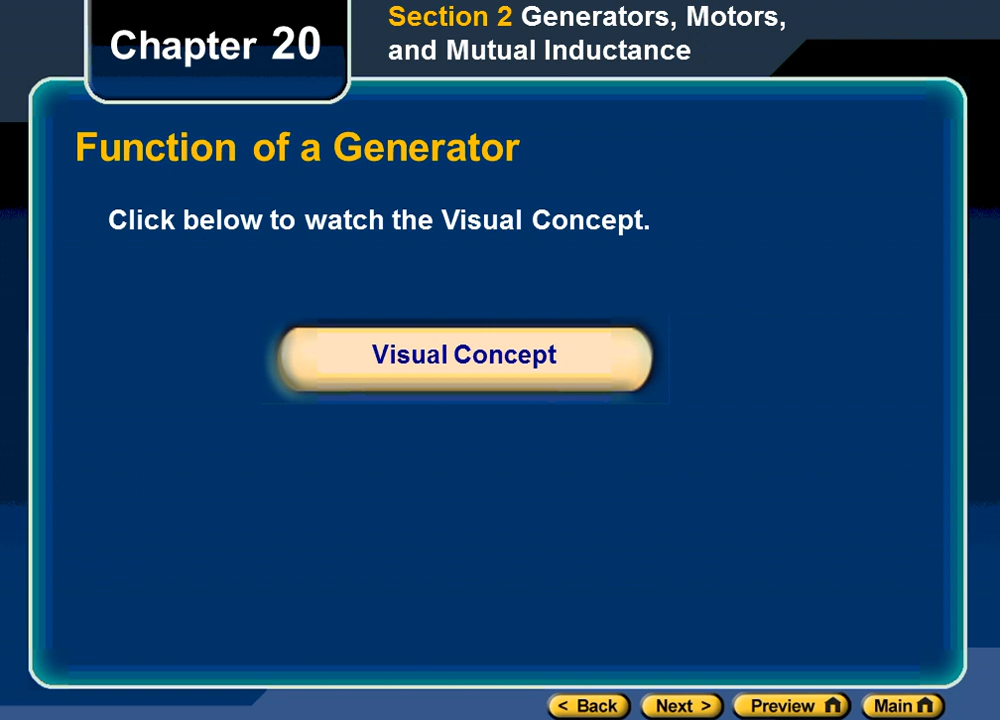 Chapter 20
Section 2 Generators, Motors,
and Mutual Inductance
Function of a Generator
Click below to watch the Visual Concept.
Visual Concept
< Back
Next >
Preview
Main